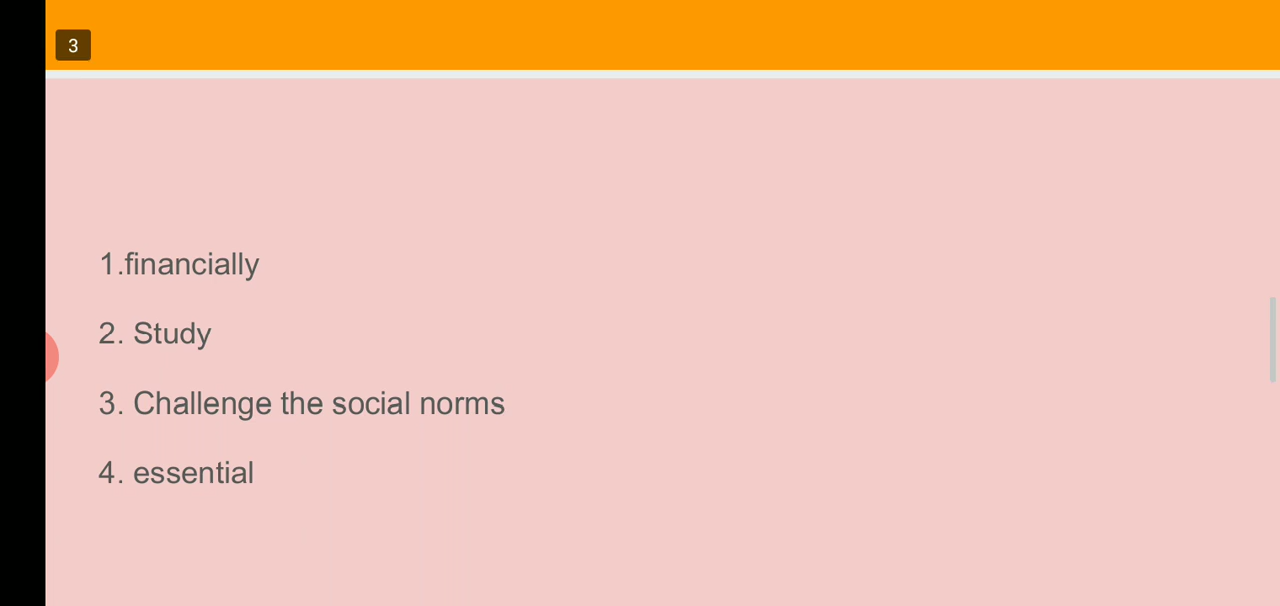 3
1.financially
2. Study
3. Challenge the social norms
4. essential